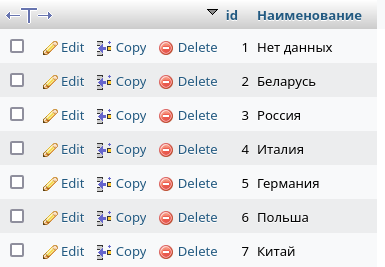 id Наименование
Edit Copy Delete 1 Нет данных
Edit Copy Delete 2 Беларусь
Edit Copy Delete 3 Россия
Edit Copy Delete 4 Италия
Edit Copy Delete 5 Германия
Edit Copy Delete 6 Польша
Edit Copy Delete 7 Китай